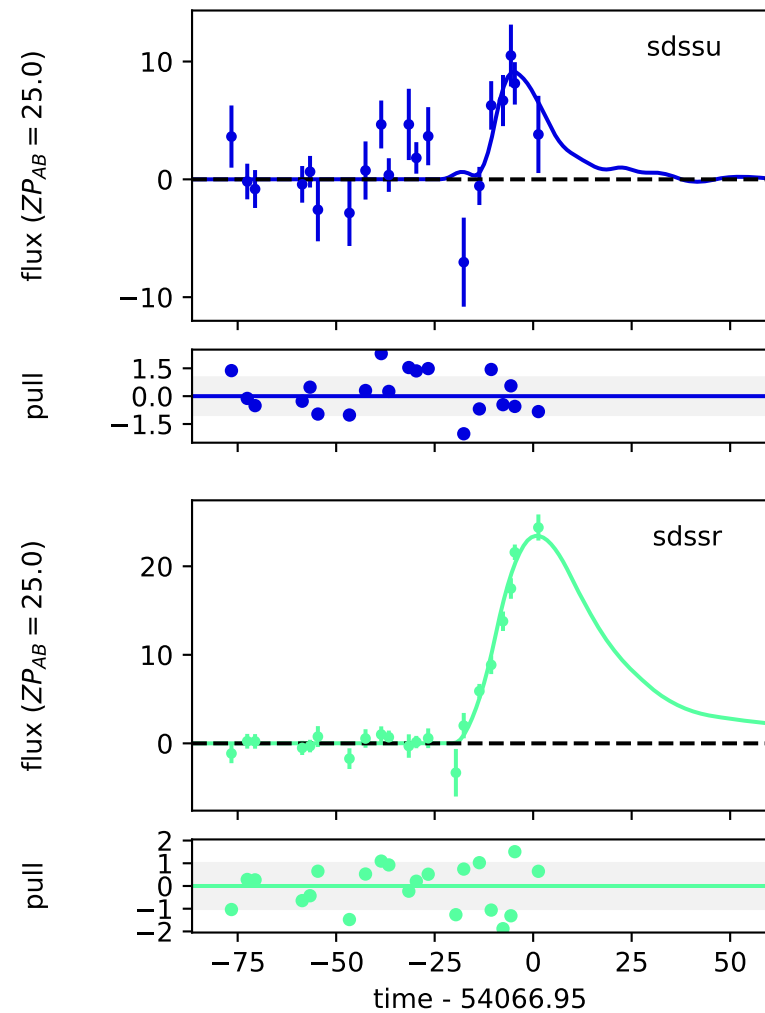 sdssu
flux (ZP_AB = 25.0)
10
0
−10
pull
1.5
0.0
−1.5
sdssr
flux (ZP_AB = 25.0)
20
10
0
pull
2
1
0
−1
−2
−75 −50 −25 0 25 50
time - 54066.95